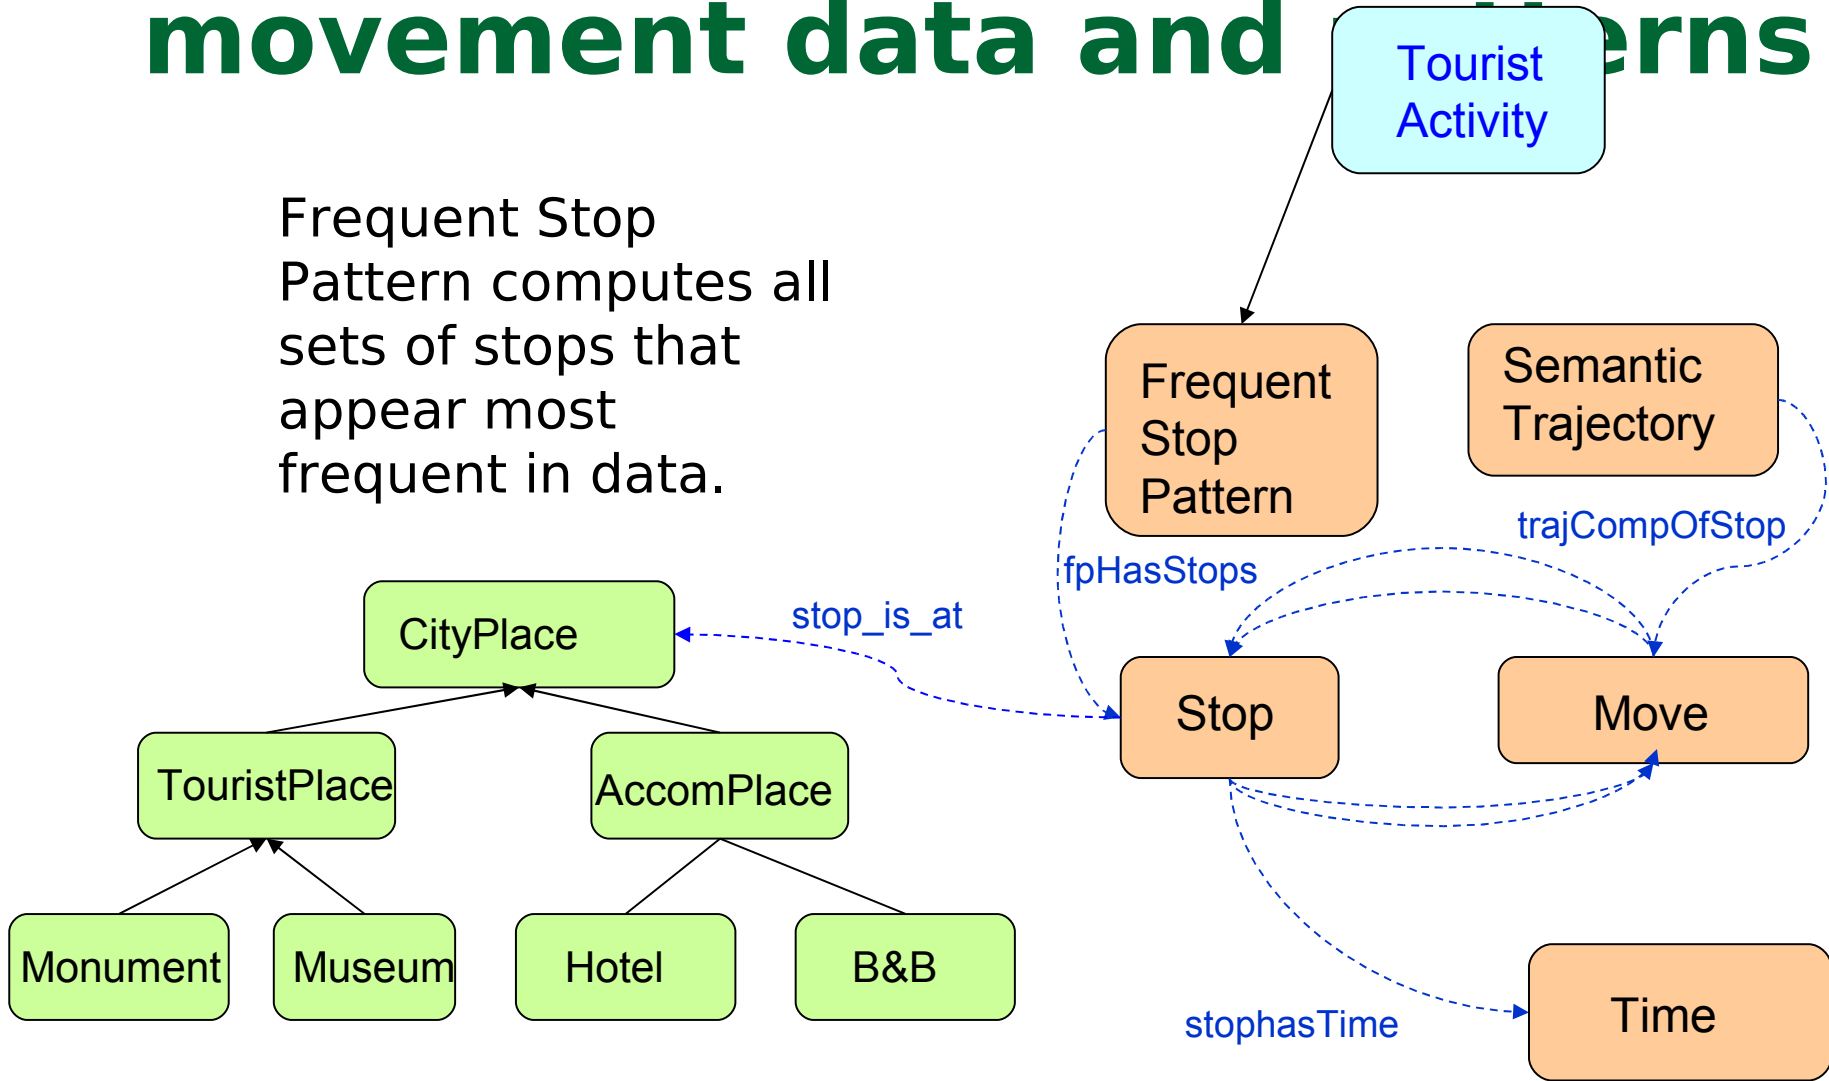 movement data and
Tourist
Activity
Frequent Stop
Pattern computes all
sets of stops that
appear most
frequent in data.
Frequent
Stop
Pattern
Semantic
Trajectory
trajCompOfStop
fpHasStops
stop_is_at
CityPlace
Stop
Move
TouristPlace
AccomPlace
Monument
Museum
Hotel
B&B
stophasTime
Time